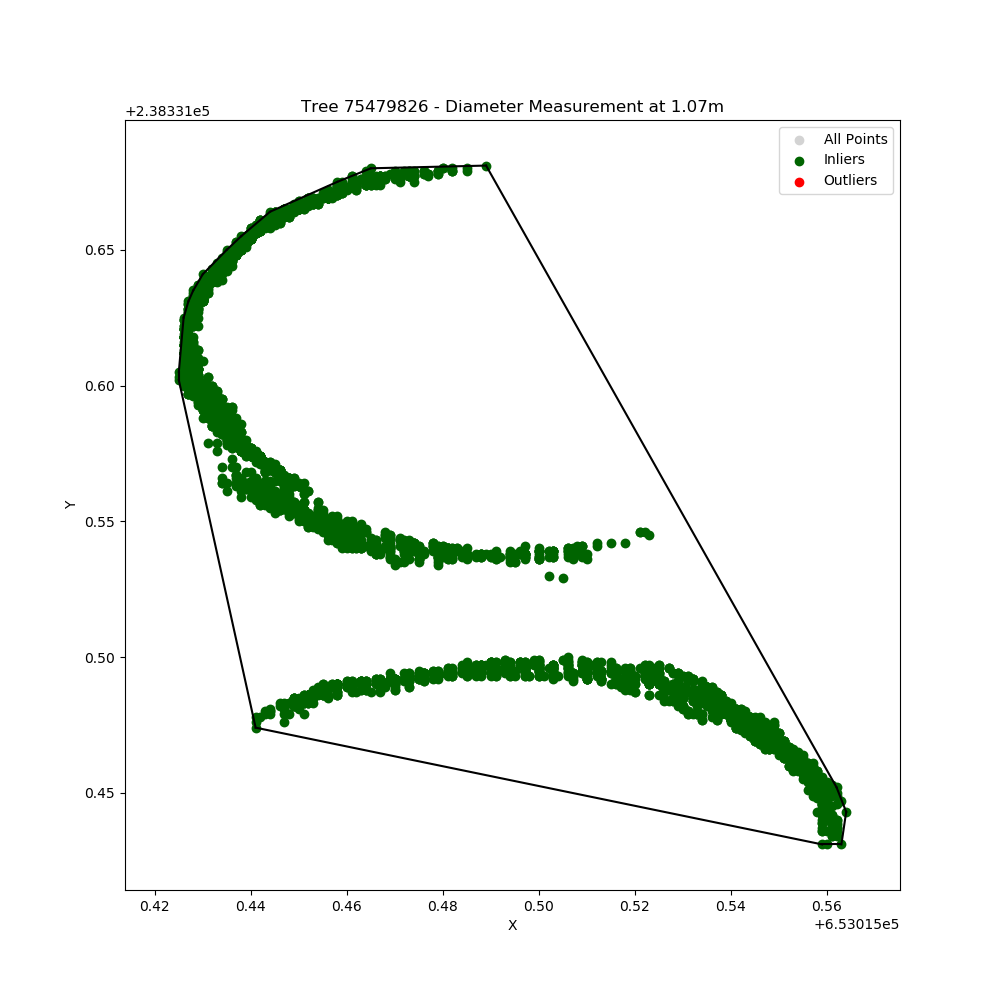 Tree 75479826 - Diameter Measurement at 1.07m
+2.38331e5
All Points
Inliers
Outliers
0.65
0.60
0.55
0.50
0.45
Y
0.42 0.44 0.46 0.48 0.50 0.52 0.54 0.56
X
+6.53015e5